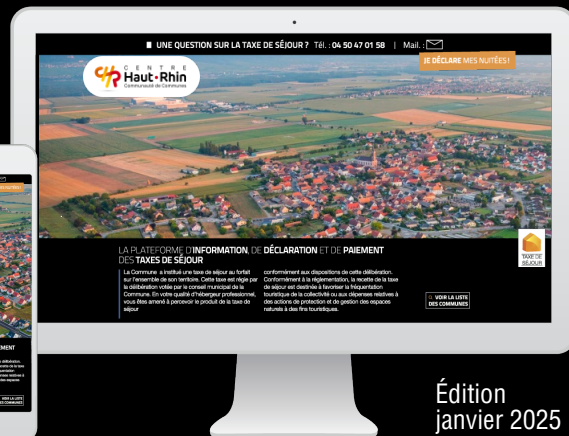 UNE QUESTION SUR LA TAXE DE SÉJOUR ? Tél. : 04 50 47 01 58 | Mail. :
JE DÉCLARE MES NUITÉES !
CENTRE
Haut·Rhin
Communauté de Communes
LA PLATEFORME D'INFORMATION, DE DÉCLARATION ET DE PAIEMENT
DES TAXES DE SÉJOUR
La Commune a institué une taxe de séjour au forfait
sur l'ensemble de son territoire. Cette taxe est régie par
la délibération votée par le conseil municipal de la
Commune. En votre qualité d'hébergeur professionnel,
vous êtes amené à percevoir le produit de la taxe de
séjour
conformément aux dispositions de cette délibération.
Conformément à la réglementation, la recette de la taxe
de séjour est destinée à favoriser la fréquentation
touristique de la collectivité ou aux dépenses relatives à
des actions de protection et de gestion des espaces
naturels à des fins touristiques.
TAXE DE
SÉJOUR
VOIR LA LISTE
DES COMMUNES
EMENT
VOIR LA LISTE
DES COMMUNES
Édition
janvier 2025